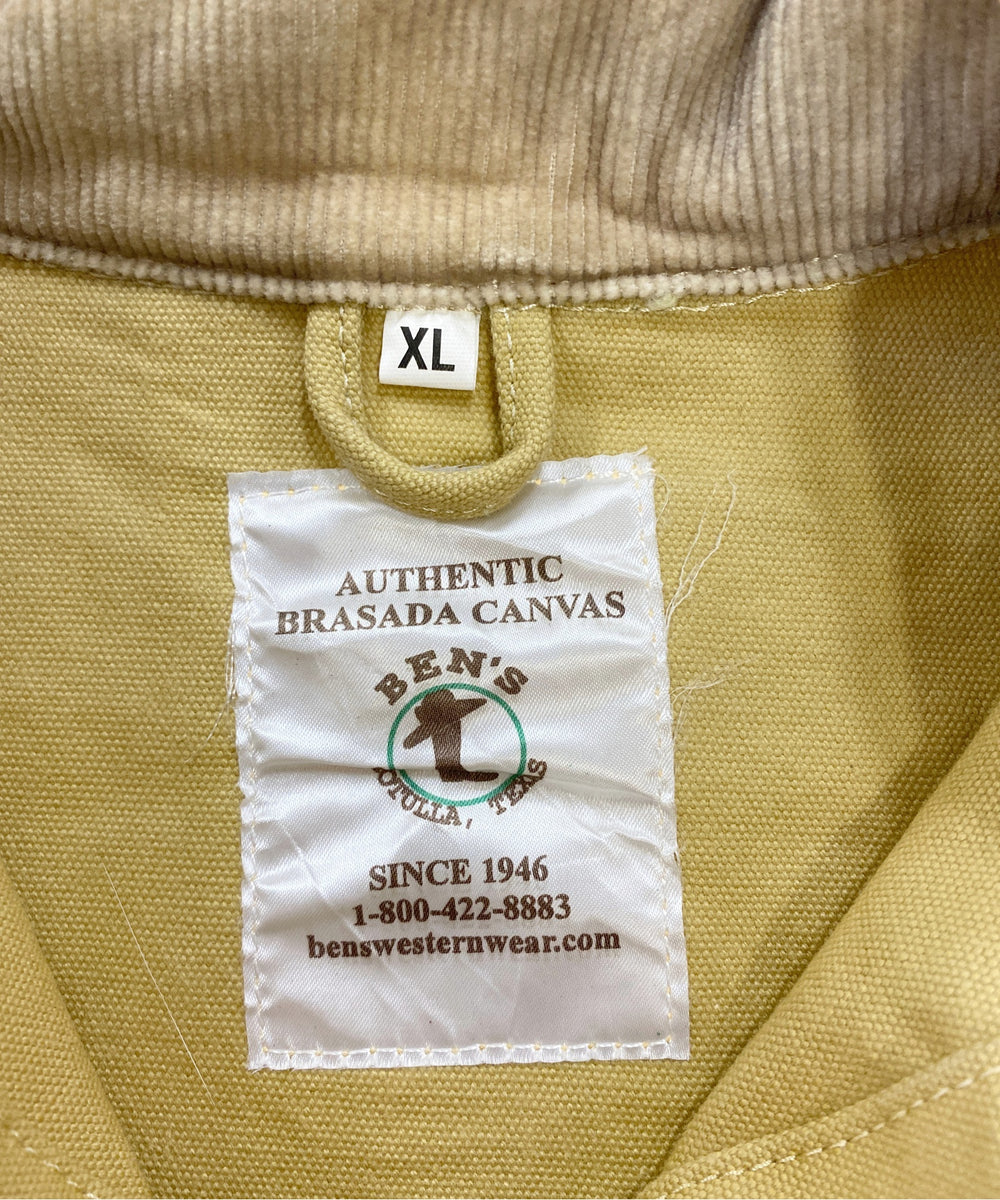 XL
AUTHENTIC
BRASADA CANVAS
BEN'S
COTULLA, TEXAS
SINCE 1946
1-800-422-8883
benswesternwear.com